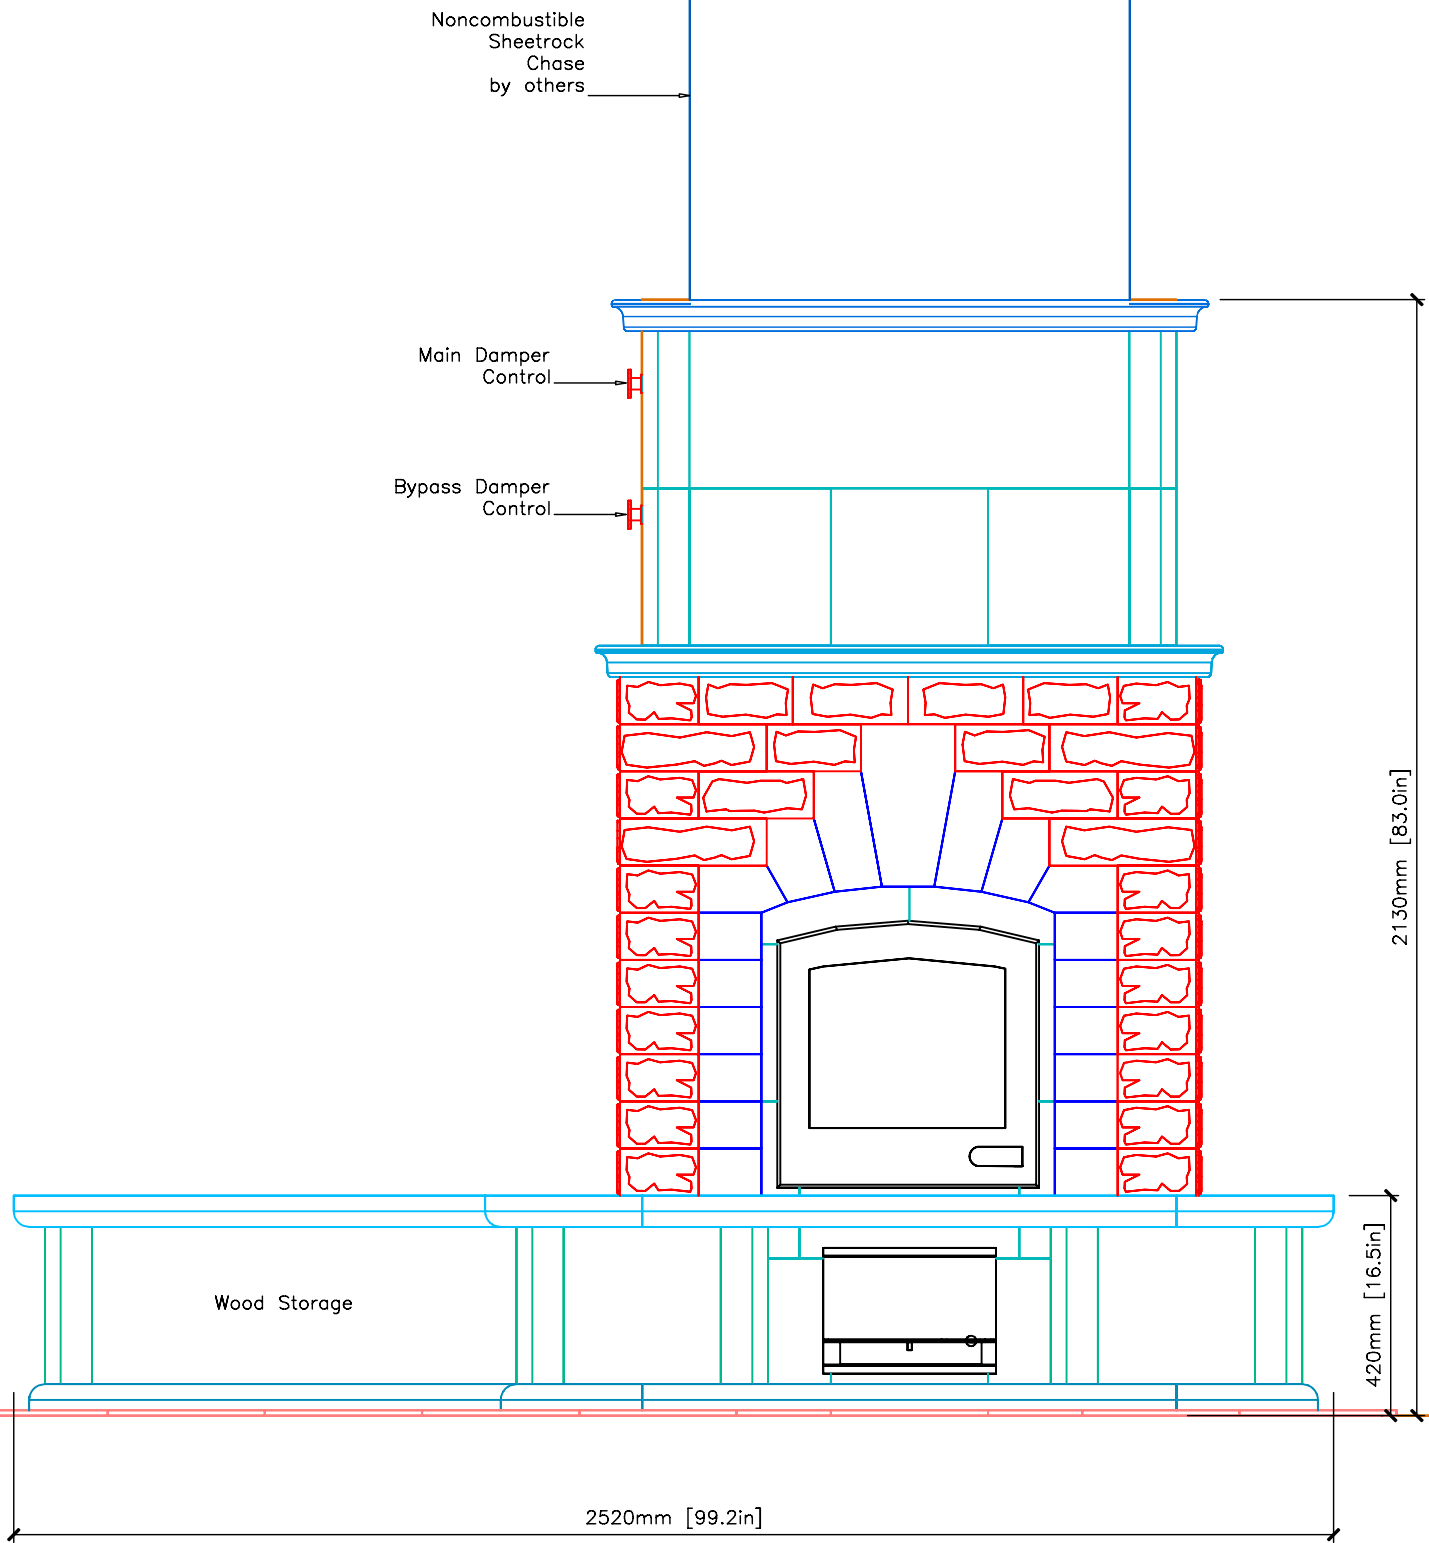 Noncombustible
Sheetrock
Chase
by others
Main Damper
Control
Bypass Damper
Control
2130mm [83.0in]
420mm [16.5in]
Wood Storage
2520mm [99.2in]